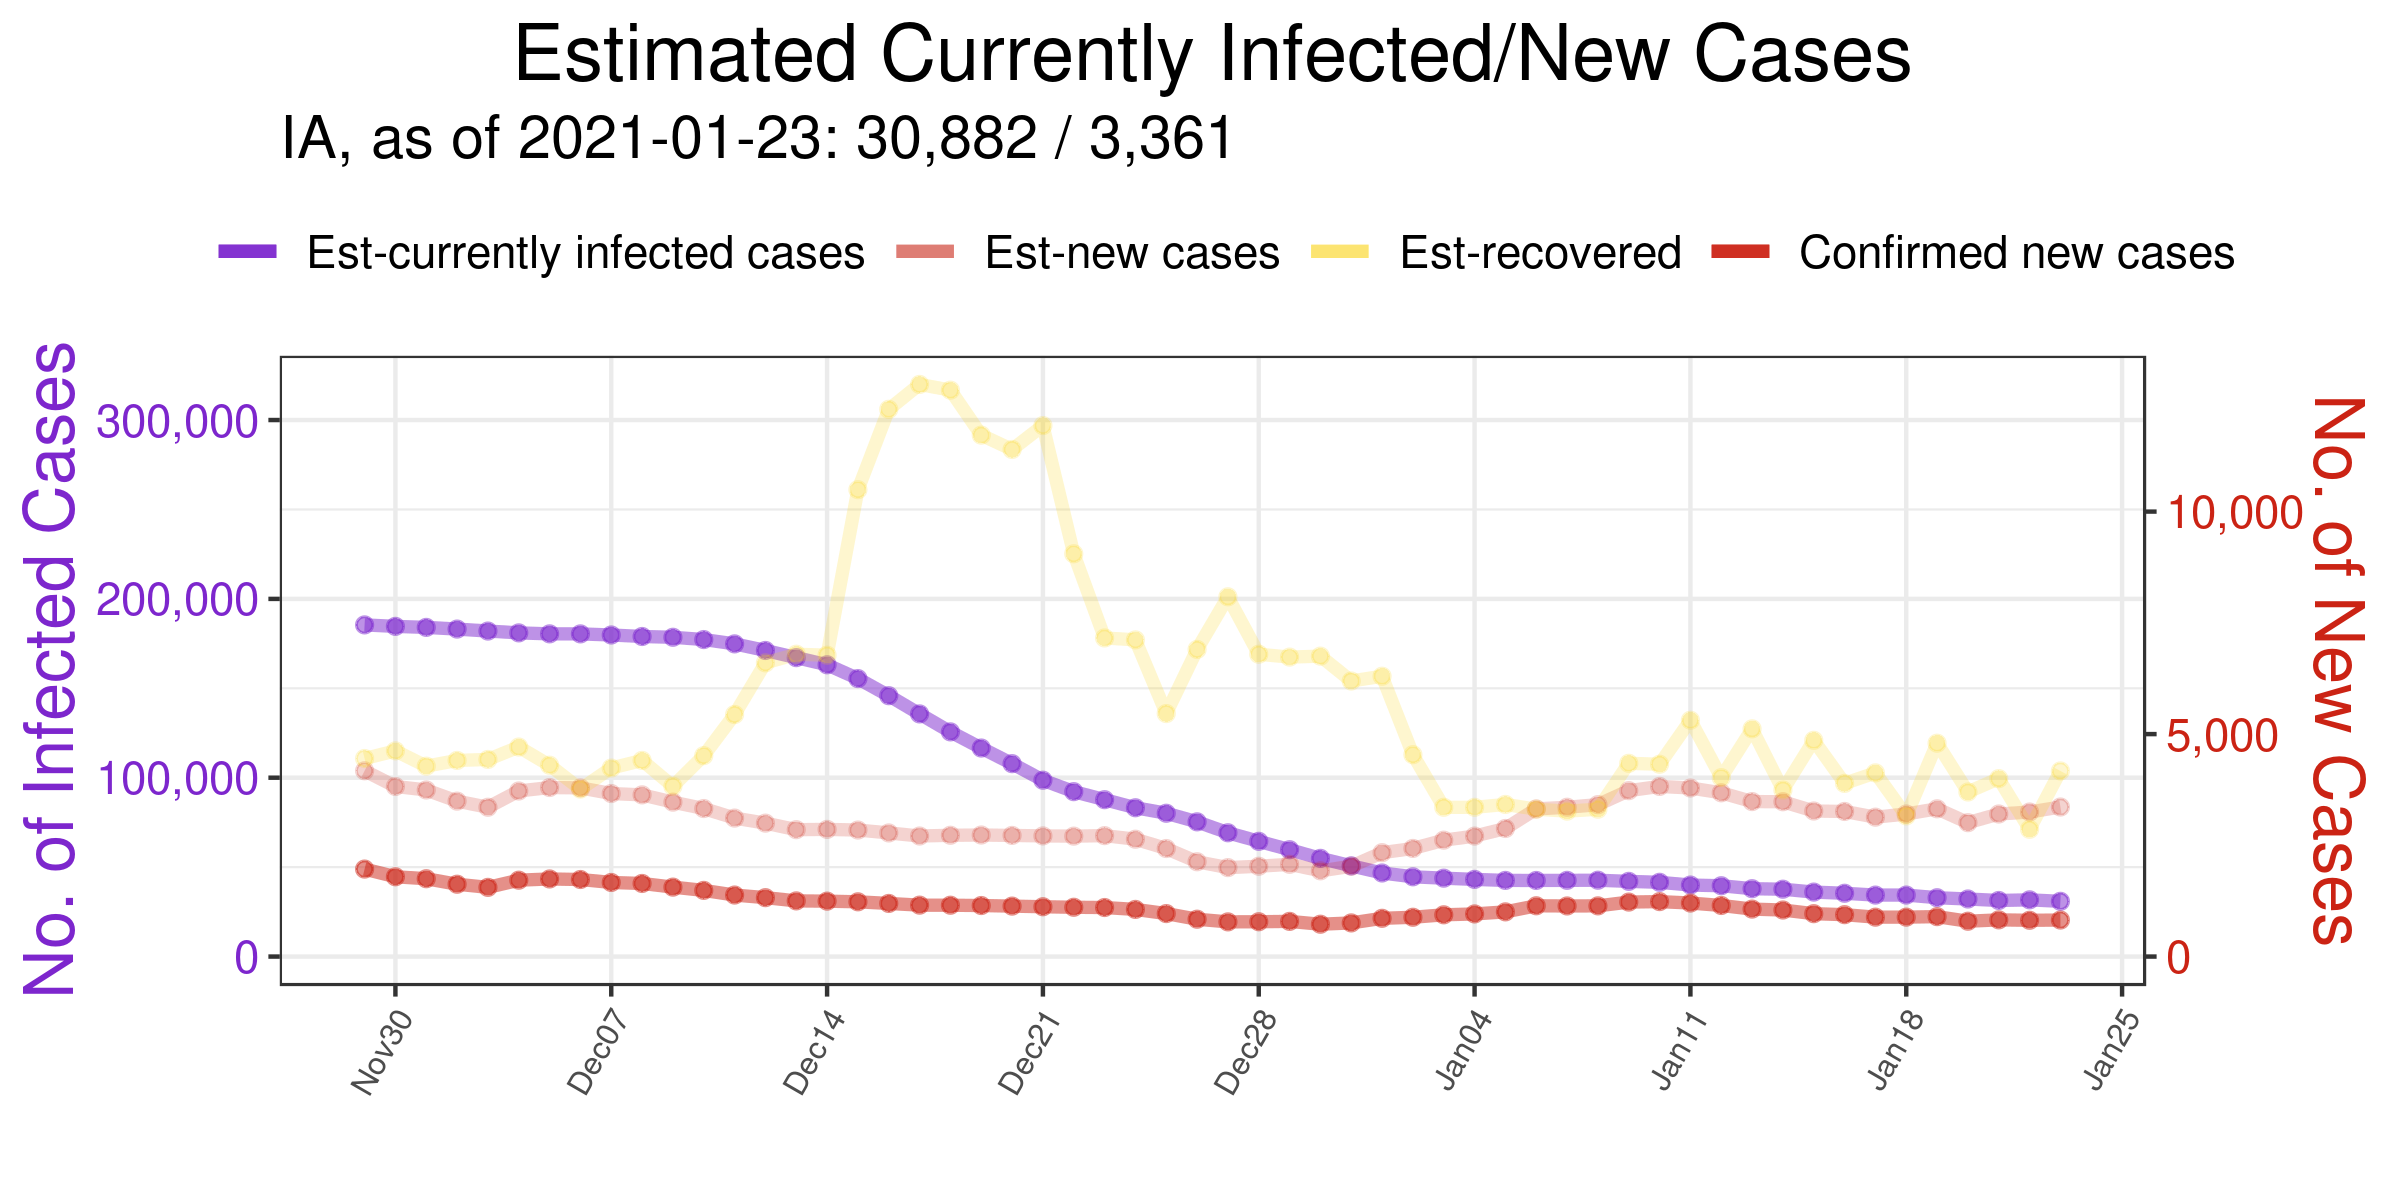 Estimated Currently Infected/New Cases
IA, as of 2021-01-23: 30,882 / 3,361
Est-currently infected cases Est-new cases Est-recovered Confirmed new cases
No. of Infected Cases
300,000
200,000
100,000
0
10,000
5,000
0
No. of New Cases
Nov30 Dec07 Dec14 Dec21 Dec28 Jan04 Jan11 Jan18 Jan25